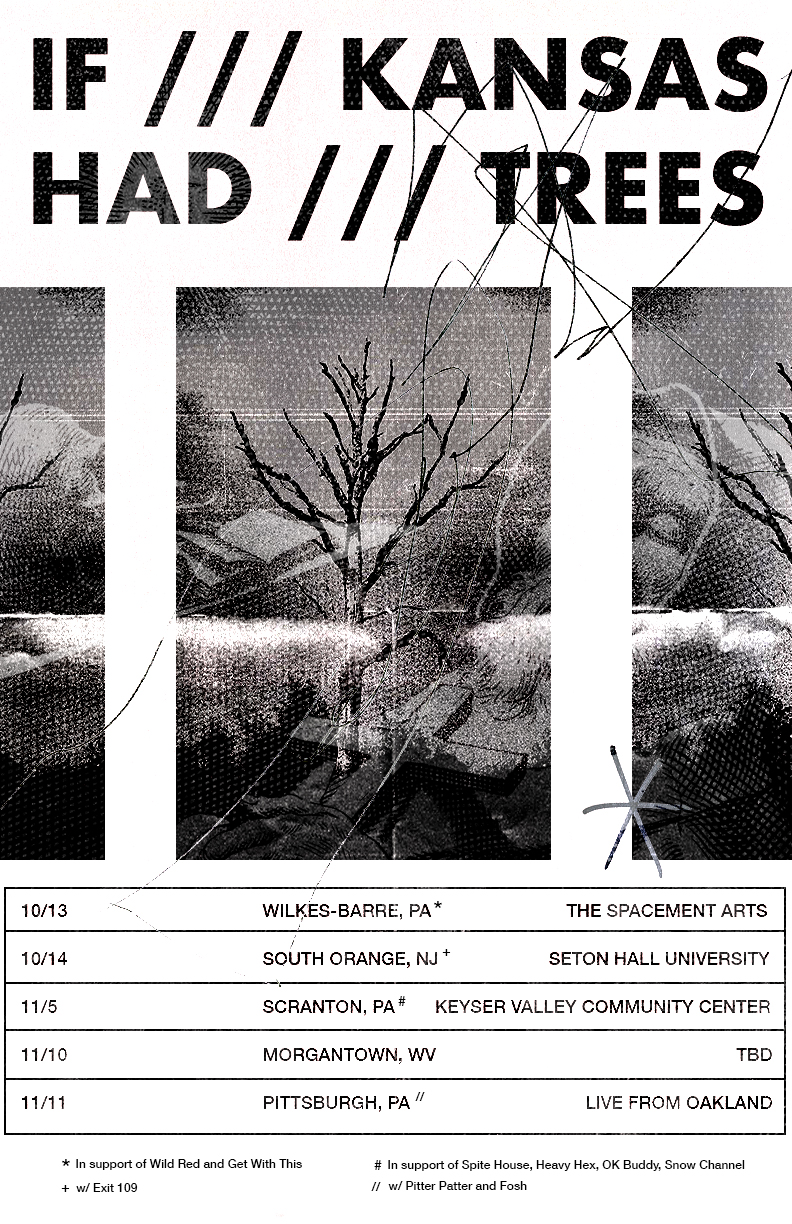 IF /// KANSAS
HAD /// TREES
10/13 WILKES-BARRE, PA* THE SPACEMENT ARTS
10/14 SOUTH ORANGE, NJ+ SETON HALL UNIVERSITY
11/5 SCRANTON, PA# KEYSER VALLEY COMMUNITY CENTER
11/10 MORGANTOWN, WV TBD
11/11 PITTSBURGH, PA// LIVE FROM OAKLAND
* In support of Wild Red and Get With This
# In support of Spite House, Heavy Hex, OK Buddy, Snow Channel
+ w/ Exit 109
// w/ Pitter Patter and Fosh